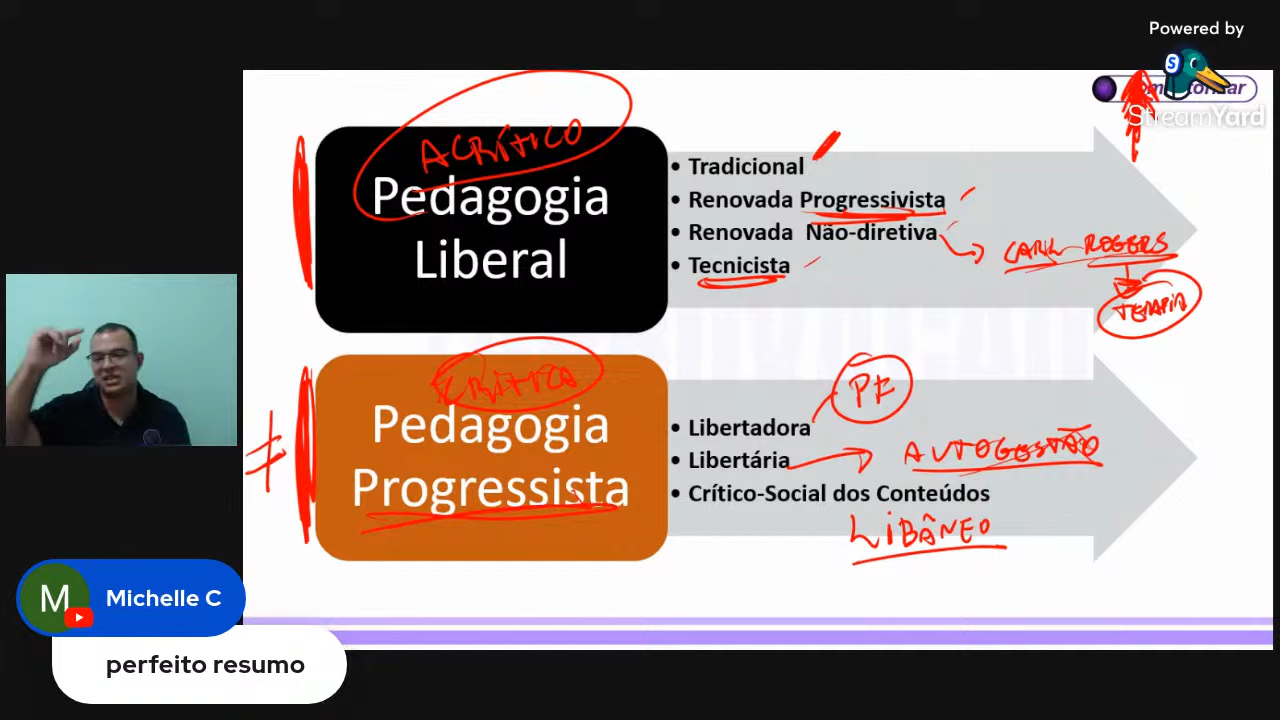 Powered by
StreamYard
ACRÍTICO
Pedagogia
Liberal
• Tradicional
• Renovada Progressivista
• Renovada Não-diretiva
• Tecnicista
CARL ROGERS
TERAPIA
CRÍTICA
Pedagogia
Progressista
≠
PF
• Libertadora
• Libertária
AUTOGESTÃO
• Crítico-Social dos Conteúdos
LIBÂNEO
M
Michelle C
perfeito resumo